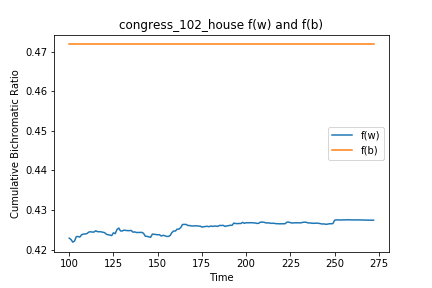 congress_102_house f(w) and f(b)
Cumulative Bichromatic Ratio
0.47
0.46
0.45
0.44
0.43
0.42
f(w)
f(b)
100 125 150 175 200 225 250 275
Time